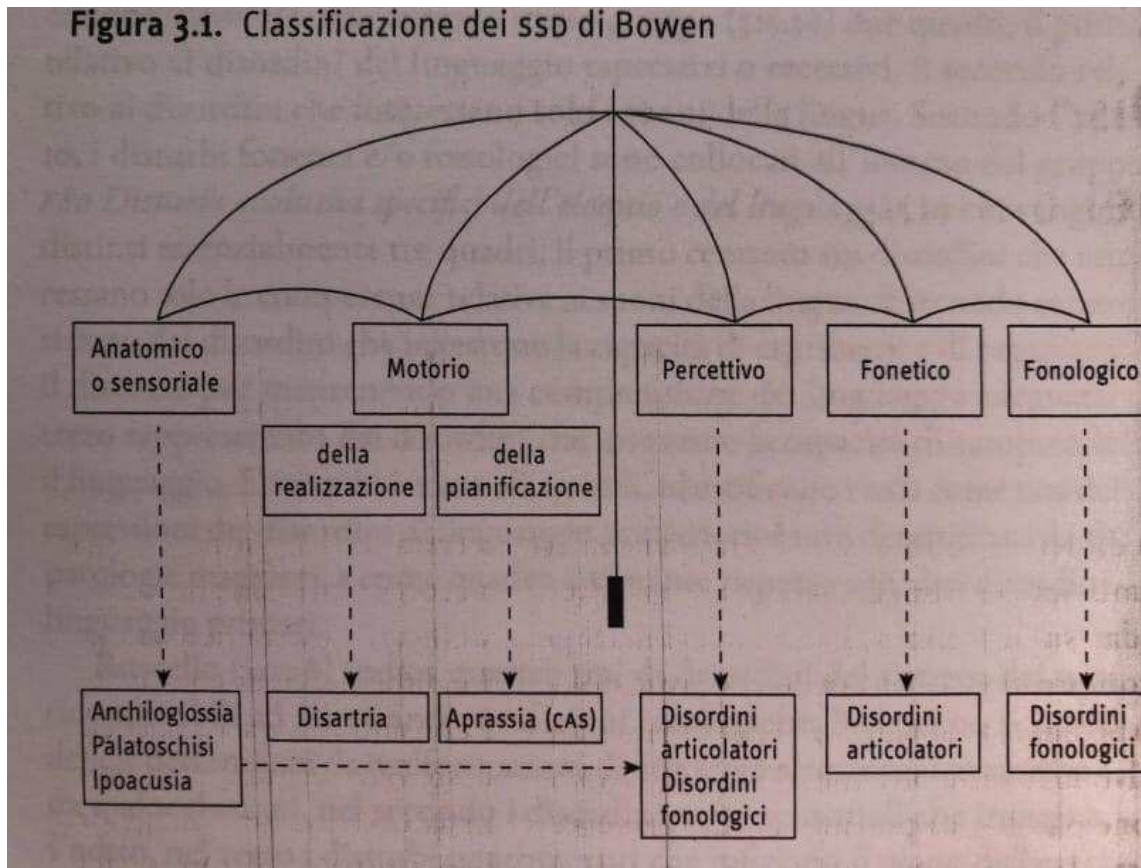 Figura 3.1. Classificazione dei SSD di Bowen
Anatomico
o sensoriale
Motorio
Percettivo
Fonetico
Fonologico
della
realizzazione
della
pianificazione
Anchiloglossia
Palatoschisi
Ipoacusia
Disartria
Aprassia (CAS)
Disordini
articolatori
Disordini
fonologici
Disordini
articolatori
Disordini
fonologici